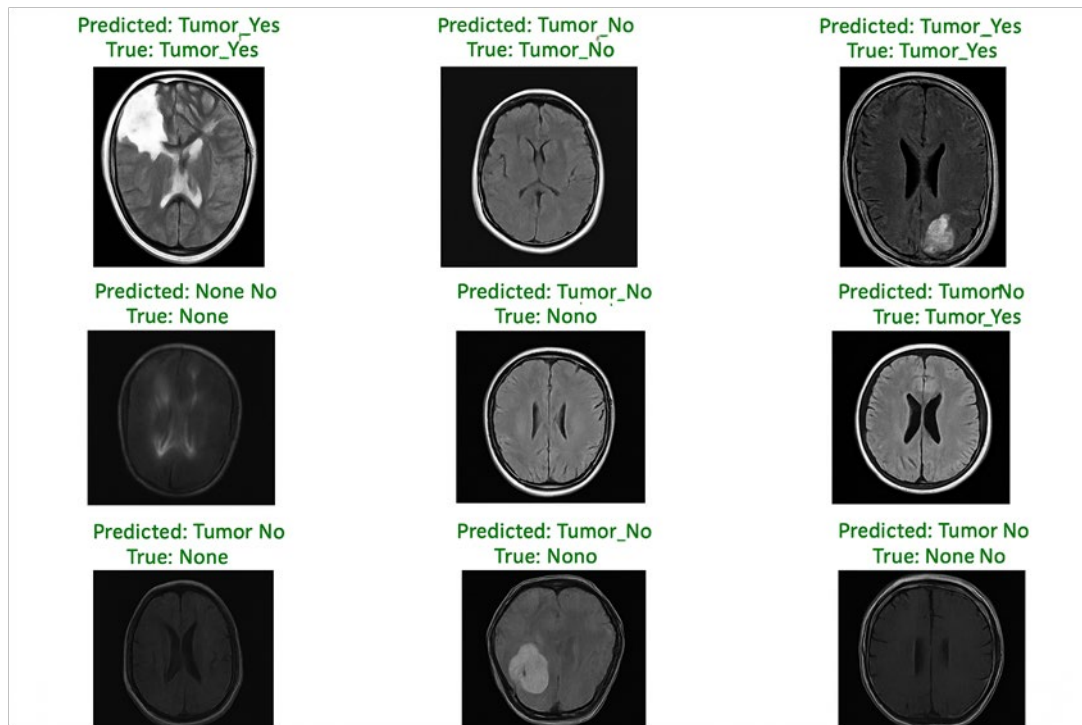 Predicted: Tumor_Yes
True: Tumor_Yes
Predicted: Tumor_No
True: Tumor_No
Predicted: Tumor_Yes
True: Tumor_Yes
Predicted: None No
True: None
Predicted: Tumor_No
True: Nono
Predicted: TumorNo
True: Tumor_Yes
Predicted: Tumor No
True: None
Predicted: Tumor_No
True: Nono
Predicted: Tumor No
True: None No